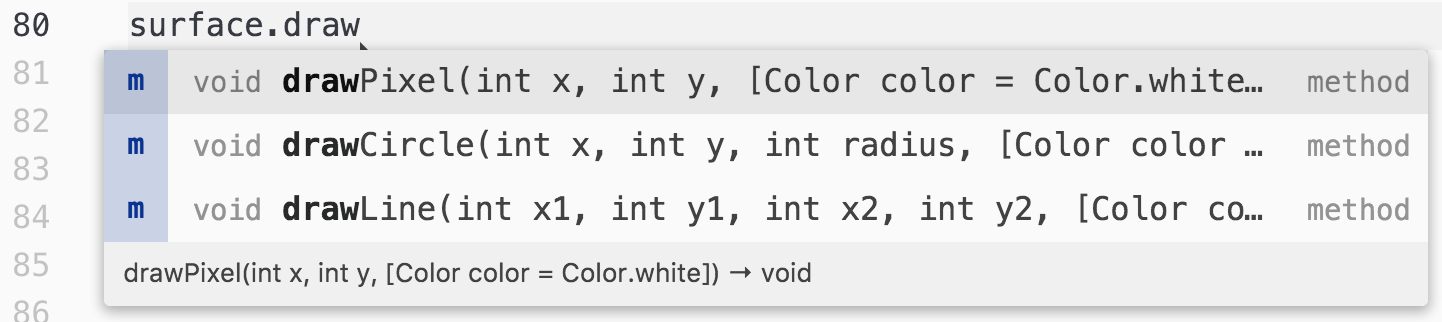 80 surface.draw
81
m void drawPixel(int x, int y, [Color color = Color.white… method
82
m void drawCircle(int x, int y, int radius, [Color color … method
83
84
m void drawLine(int x1, int y1, int x2, int y2, [Color co… method
85
drawPixel(int x, int y, [Color color = Color.white]) → void
86